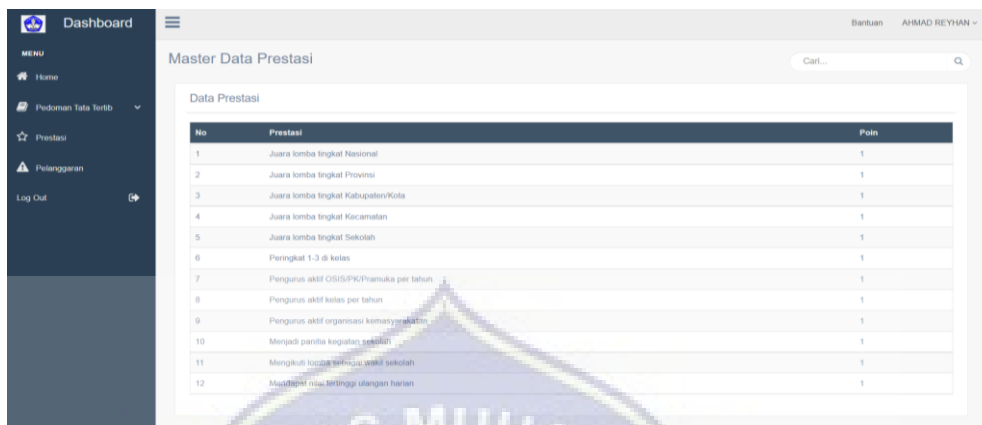 Dashboard
Bantuan AHMAD REYHAN
MENU
Home
Pedoman Tata Tertib
Prestasi
Pelanggaran
Log Out
Master Data Prestasi
Cari...
Data Prestasi
No Prestasi Poin
1 Juara lomba tingkat Nasional 1
2 Juara lomba tingkat Provinsi 1
3 Juara lomba tingkat Kabupaten/Kota 1
4 Juara lomba tingkat Kecamatan 1
5 Juara lomba tingkat Sekolah 1
6 Peringkat 1-3 di kelas 1
7 Pengurus aktif OSIS/PK/Pramuka per tahun 1
8 Pengurus aktif kelas per tahun 1
9 Pengurus aktif organisasi kemasyarakatan 1
10 Menjadi panitia kegiatan sekolah 1
11 Mengikuti lomba sebagai wakil sekolah 1
12 Mendapat nilai tertinggi ulangan harian 1